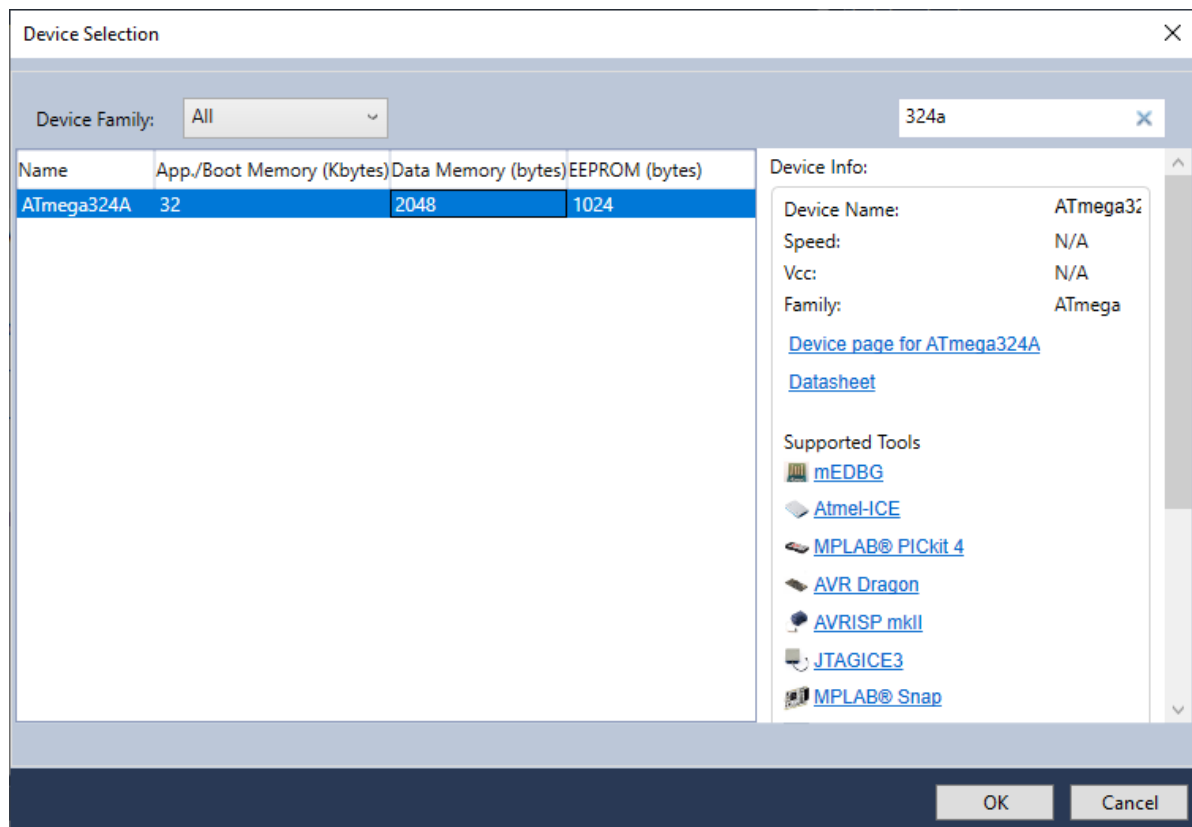 Device Selection
Device Family: All 324a
Name App./Boot Memory (Kbytes) Data Memory (bytes) EEPROM (bytes)
ATmega324A 32 2048 1024
Device Info:
Device Name: ATmega32
Speed: N/A
Vcc: N/A
Family: ATmega
Device page for ATmega324A
Datasheet
Supported Tools
mEDBG
Atmel-ICE
MPLAB® PICkit 4
AVR Dragon
AVRISP mkII
JTAGICE3
MPLAB® Snap
OK Cancel